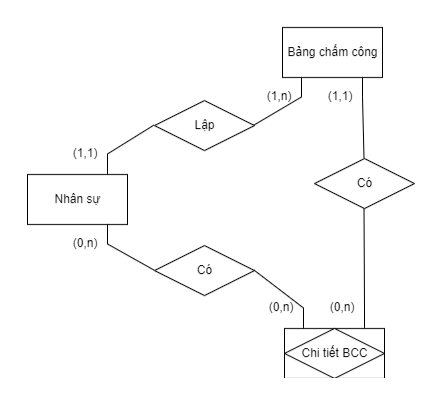 Bảng chấm công
(1,n)
(1,1)
Lập
(1,1)
Nhân sự
Có
(0,n)
Có
(0,n)
(0,n)
Chi tiết BCC